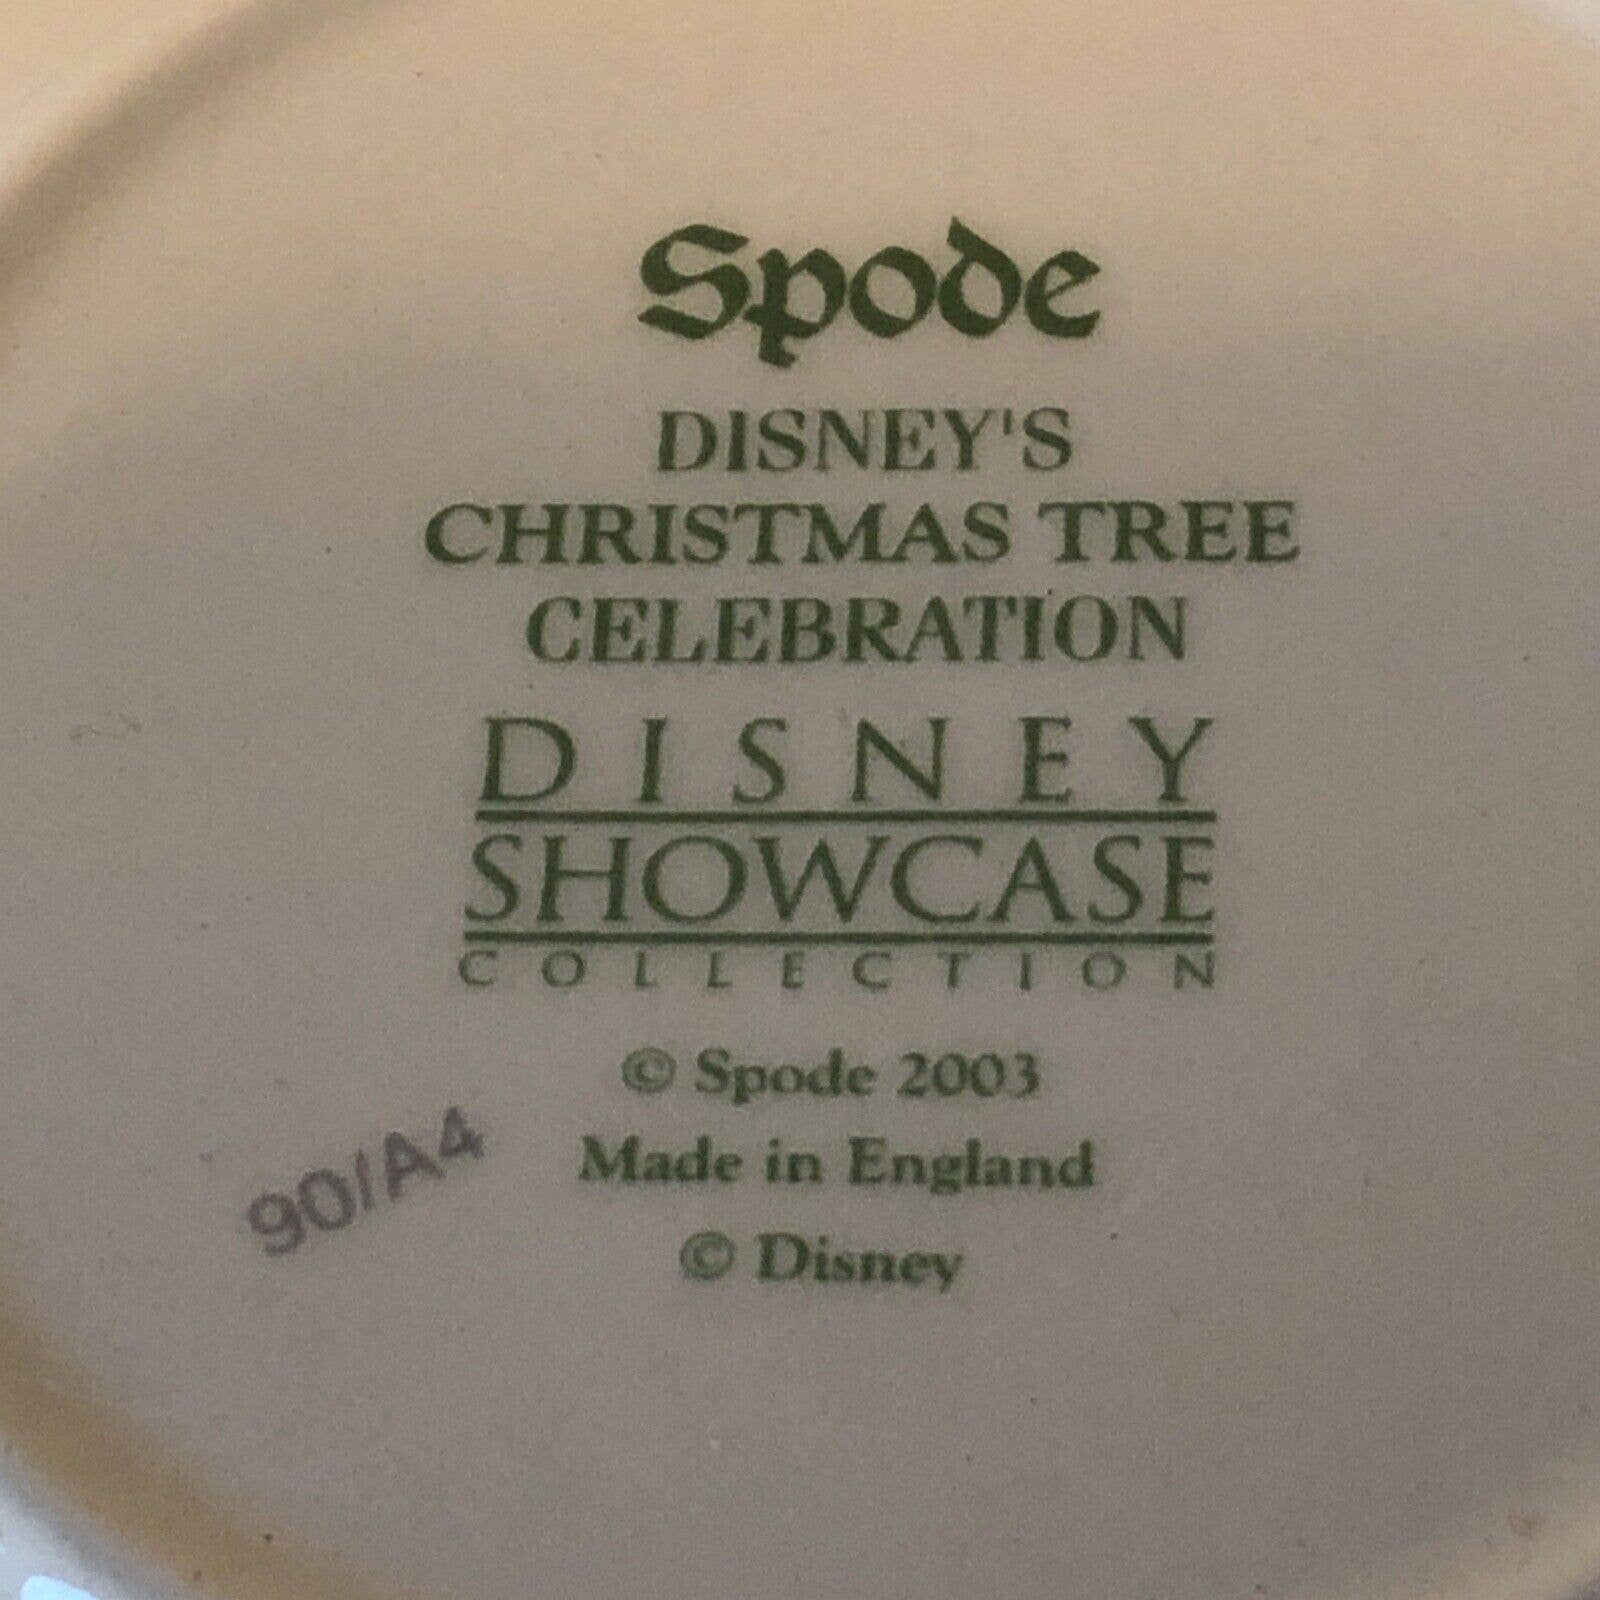 Spode
DISNEY'S
CHRISTMAS TREE
CELEBRATION
DISNEY
SHOWCASE
COLLECTION
© Spode 2003
Made in England
© Disney
90/A4